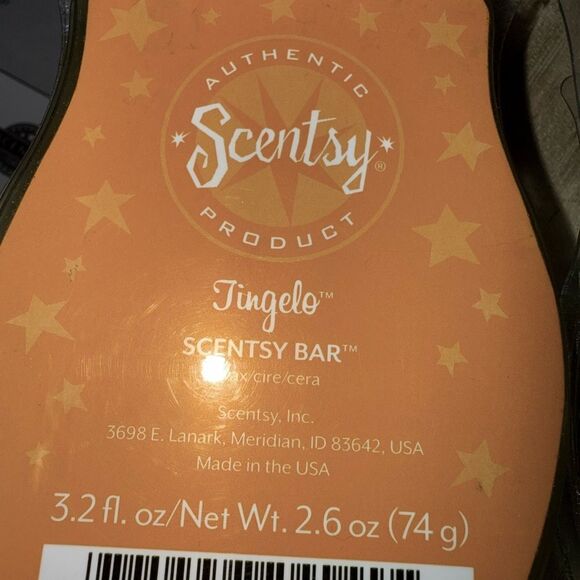 AUTHENTIC
Scentsy®
PRODUCT
Tingelo™
SCENTSY BAR™
wax/cire/cera
Scentsy, Inc.
3698 E. Lanark, Meridian, ID 83642, USA
Made in the USA
3.2 fl. oz/Net Wt. 2.6 oz (74 g)